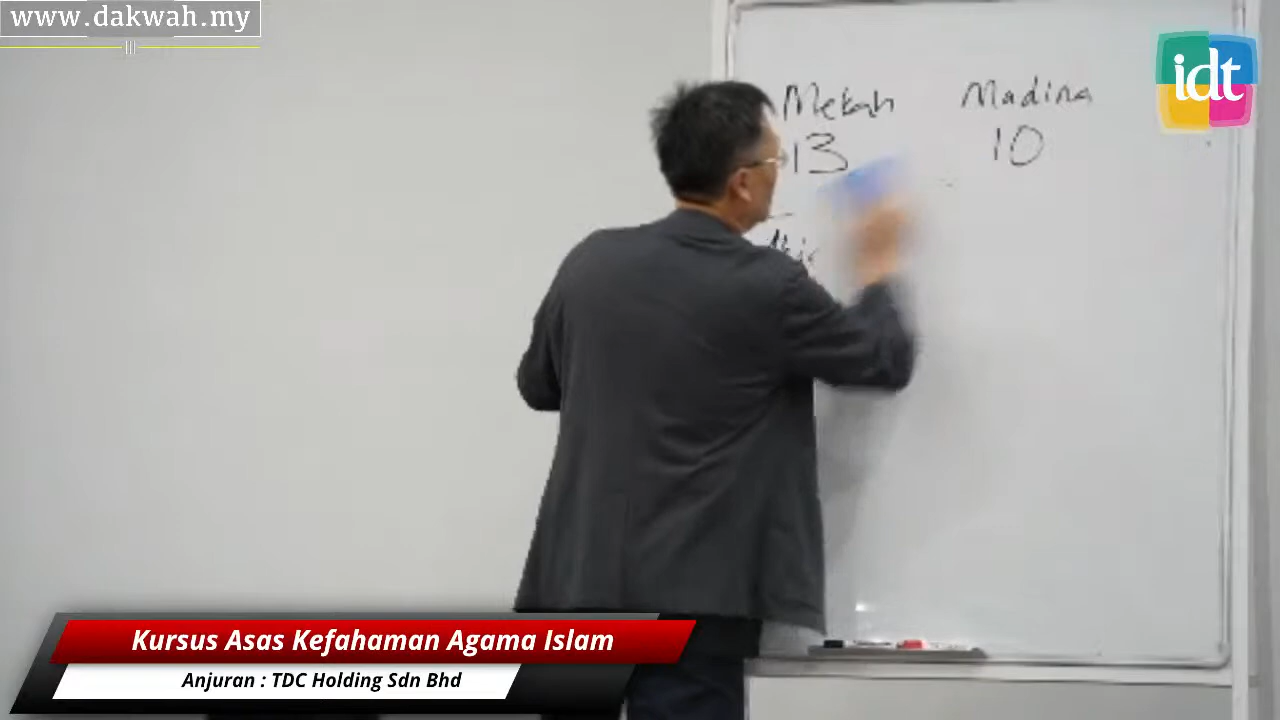 www.dakwah.my
idt
Mekah Madina
13 10
Kursus Asas Kefahaman Agama Islam
Anjuran : TDC Holding Sdn Bhd